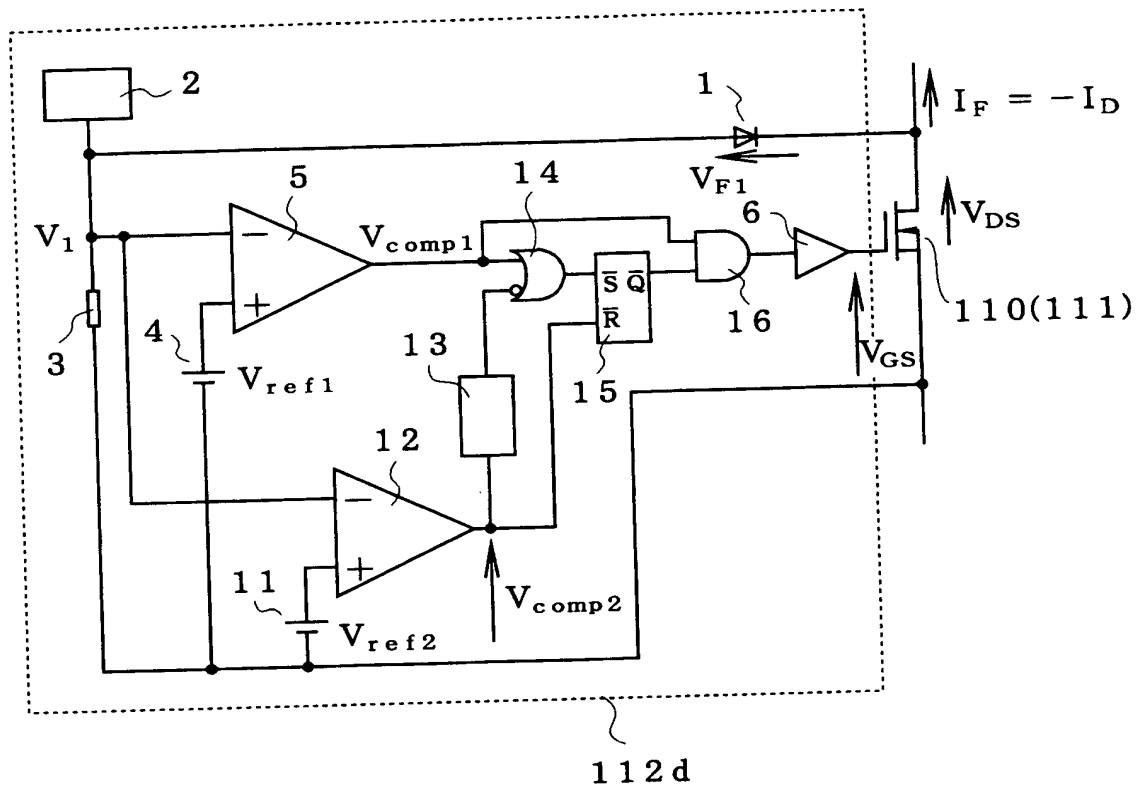 2
1
I_F = −I_D
V_F1
5
14
6
V_DS
V_1
V_comp1
−
+
S̅ Q̅
R̅
16
110(111)
3
4
V_ref1
13
15
V_GS
12
−
+
11
V_ref2
V_comp2
112d